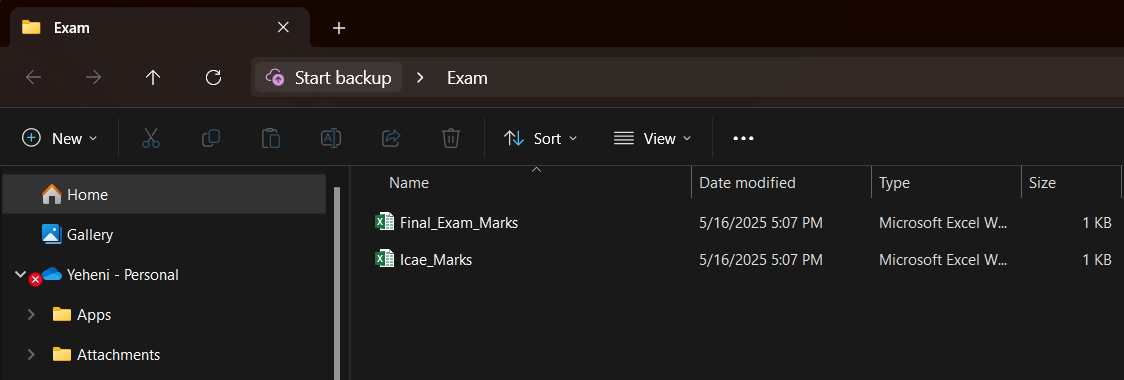 Exam
Start backup > Exam
New Sort View
Name Date modified Type Size
Home
Gallery
Yeheni - Personal
Apps
Attachments
Final_Exam_Marks 5/16/2025 5:07 PM Microsoft Excel W... 1 KB
Icae_Marks 5/16/2025 5:07 PM Microsoft Excel W... 1 KB